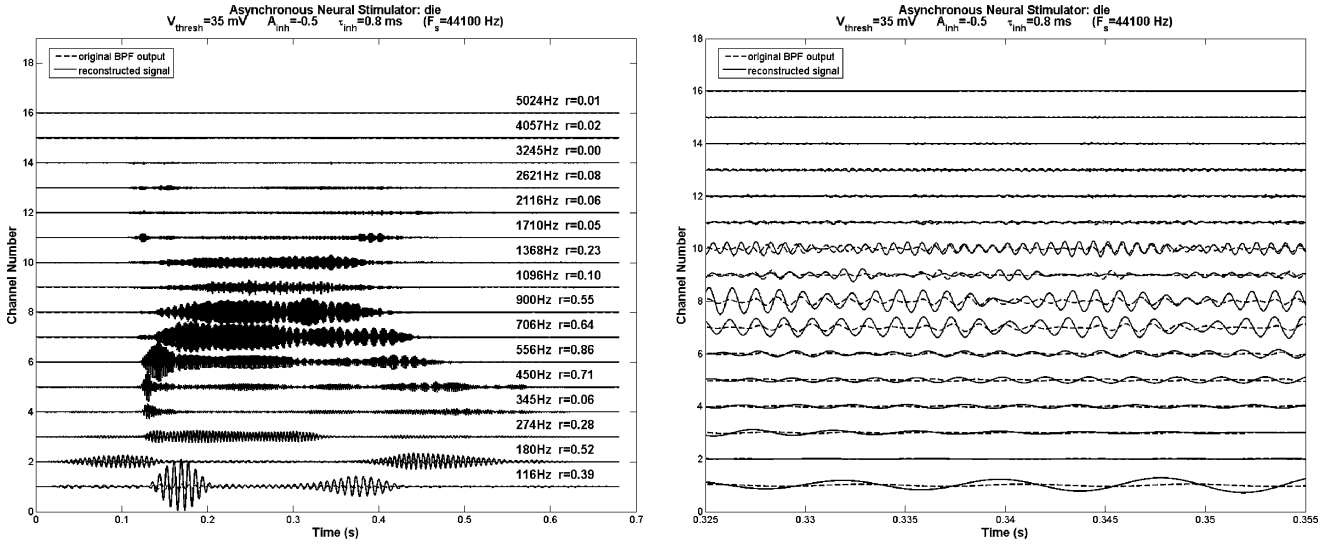 Asynchronous Neural Stimulator: die
V_thresh=35 mV A_inh=-0.5 τ_inh=0.8 ms (F_s=44100 Hz)
original BPF output
reconstructed signal
18
16
14
12
10
8
6
4
2
0
Channel Number
5024Hz r=0.01
4057Hz r=0.02
3245Hz r=0.00
2621Hz r=0.08
2116Hz r=0.06
1710Hz r=0.05
1368Hz r=0.23
1096Hz r=0.10
900Hz r=0.55
706Hz r=0.64
556Hz r=0.86
450Hz r=0.71
345Hz r=0.06
274Hz r=0.28
180Hz r=0.52
116Hz r=0.39
0 0.1 0.2 0.3 0.4 0.5 0.6 0.7
Time (s)
Asynchronous Neural Stimulator: die
V_thresh=35 mV A_inh=-0.5 τ_inh=0.8 ms (F_s=44100 Hz)
original BPF output
reconstructed signal
18
16
14
12
10
8
6
4
2
0
Channel Number
0.325 0.33 0.335 0.34 0.345 0.35 0.355
Time (s)